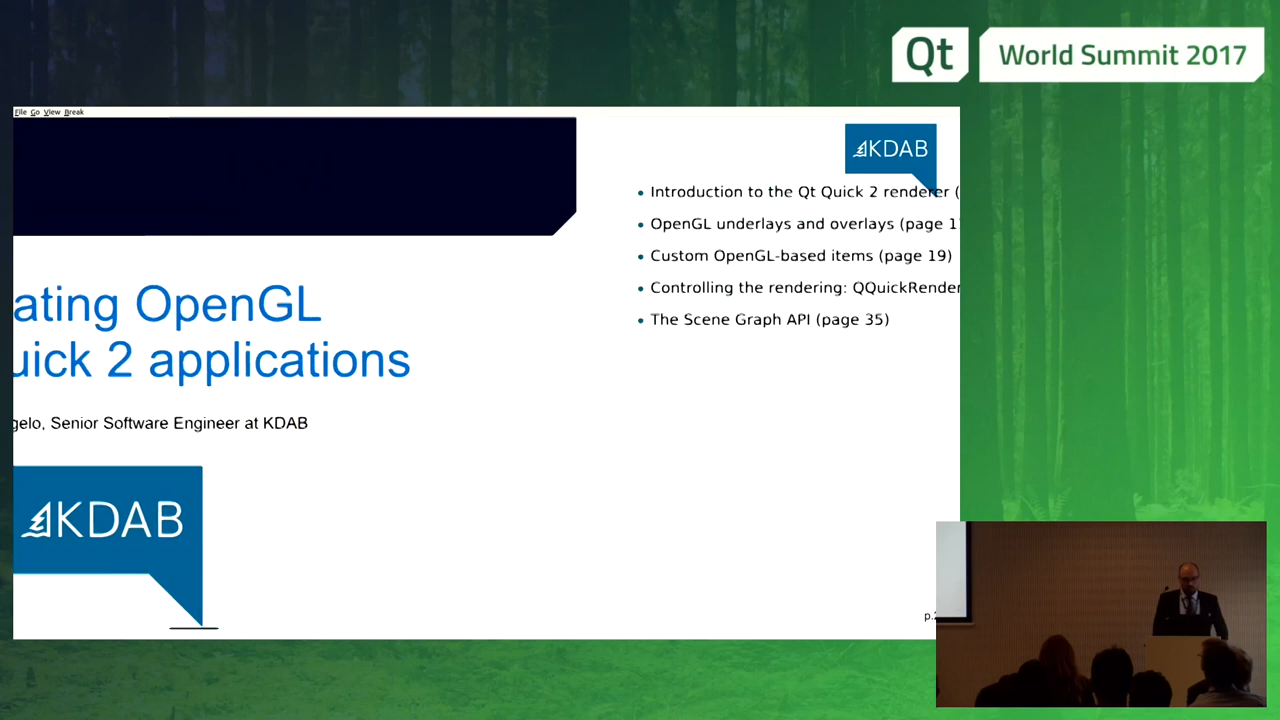 Qt World Summit 2017
File Go View Break
KDAB
ating OpenGL
uick 2 applications
gelo, Senior Software Engineer at KDAB
KDAB
• Introduction to the Qt Quick 2 renderer (
• OpenGL underlays and overlays (page 1
• Custom OpenGL-based items (page 19)
• Controlling the rendering: QQuickRender
• The Scene Graph API (page 35)
p.